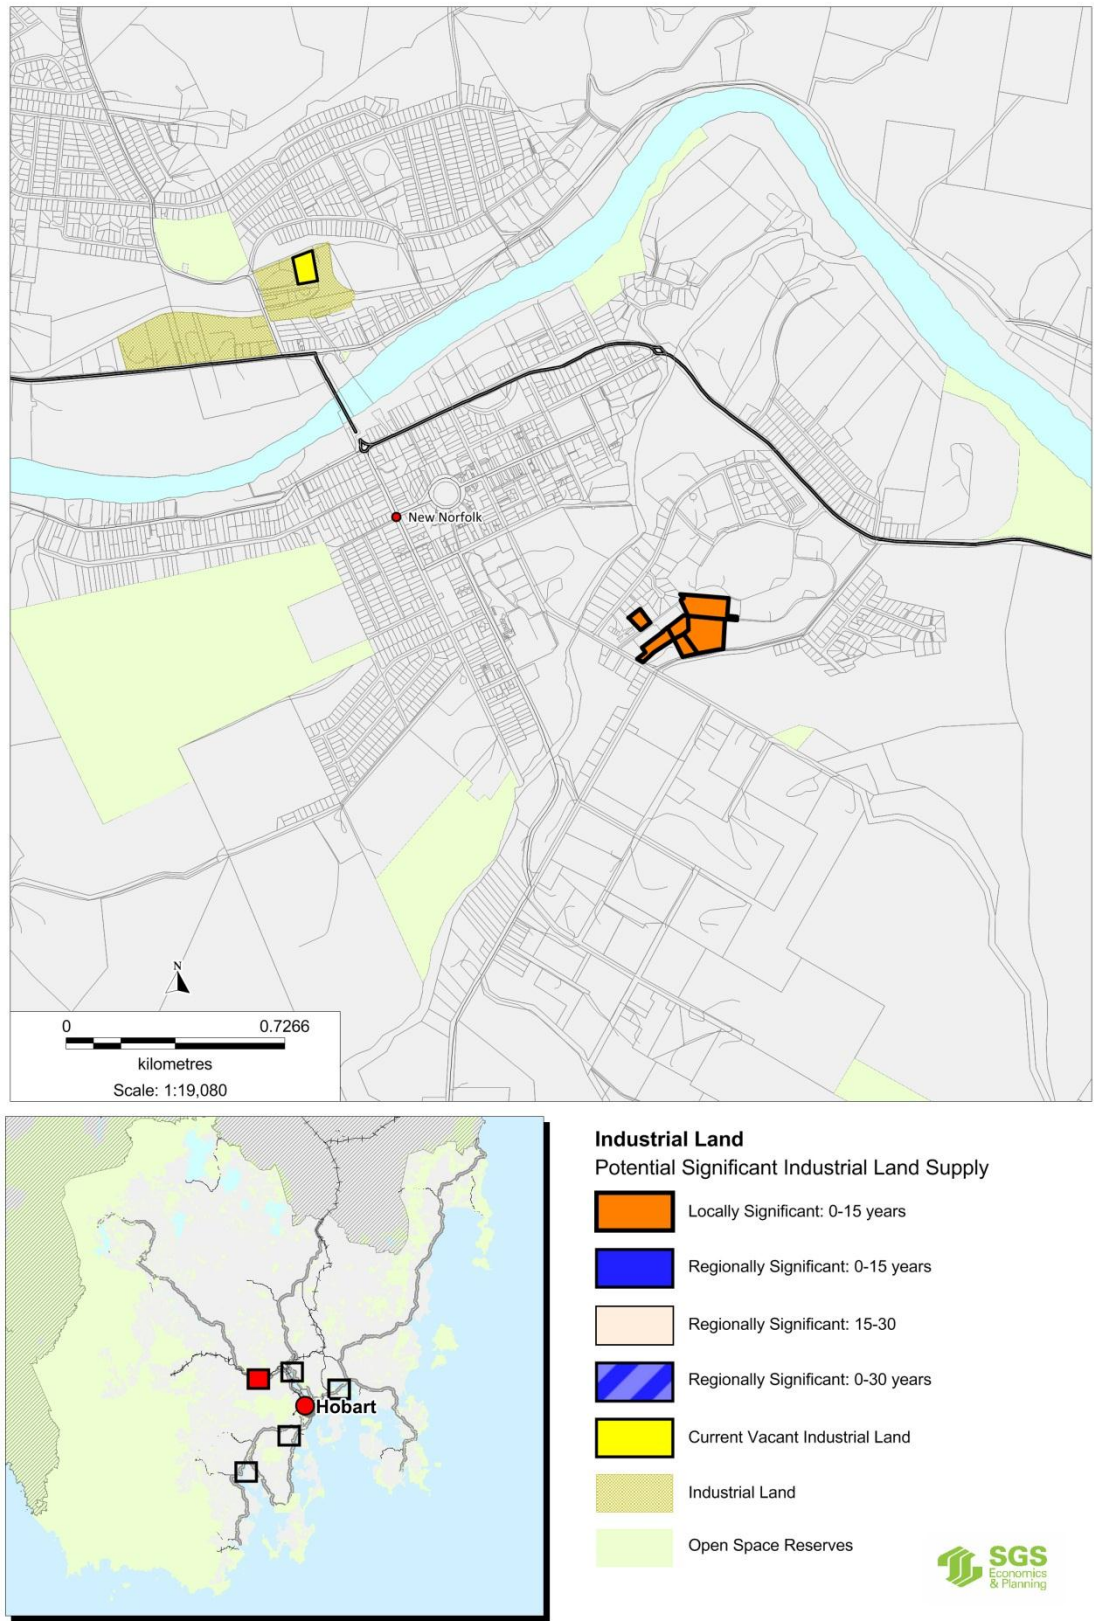 New Norfolk
N
0 0.7266
kilometres
Scale: 1:19,080
Hobart
Industrial Land
Potential Significant Industrial Land Supply
Locally Significant: 0-15 years
Regionally Significant: 0-15 years
Regionally Significant: 15-30
Regionally Significant: 0-30 years
Current Vacant Industrial Land
Industrial Land
Open Space Reserves
SGS
Economics
& Planning